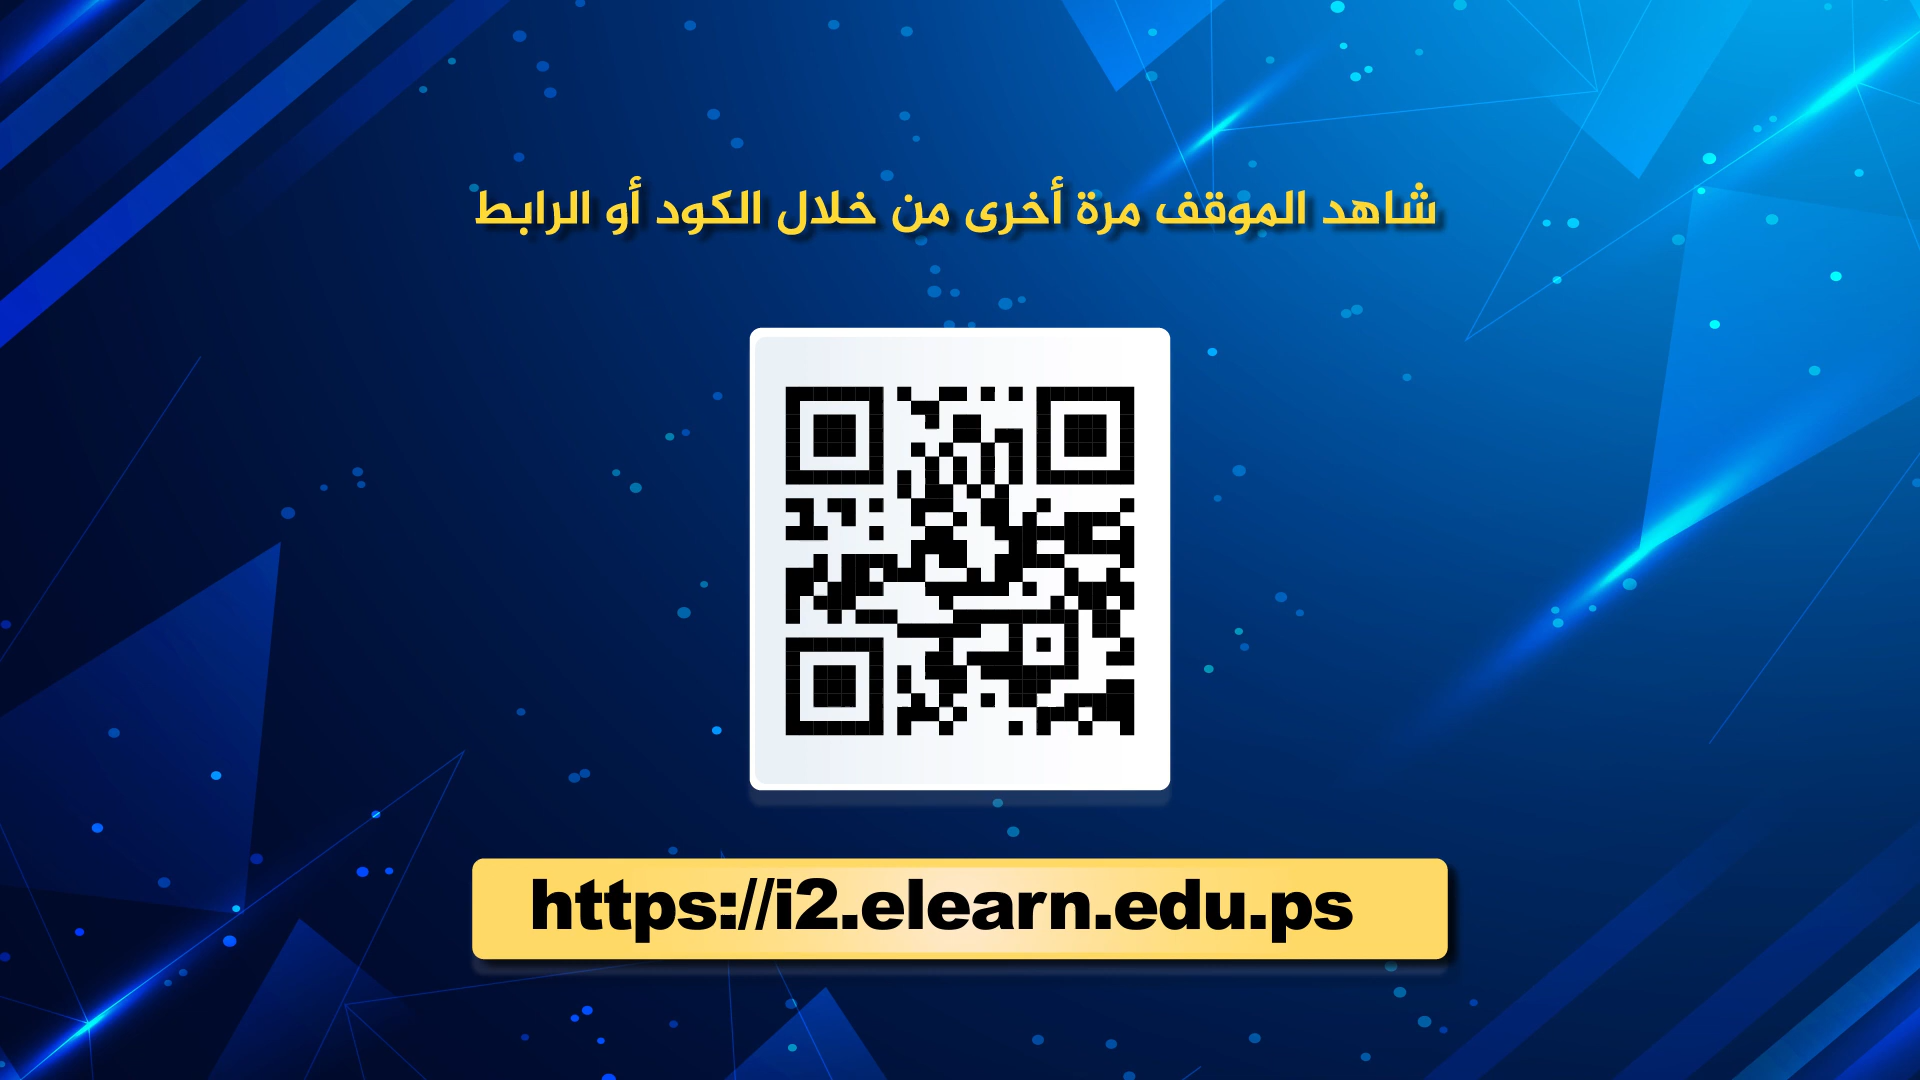 شاهد الموقف مرة أخرى من خلال الكود أو الرابط
https://i2.elearn.edu.ps